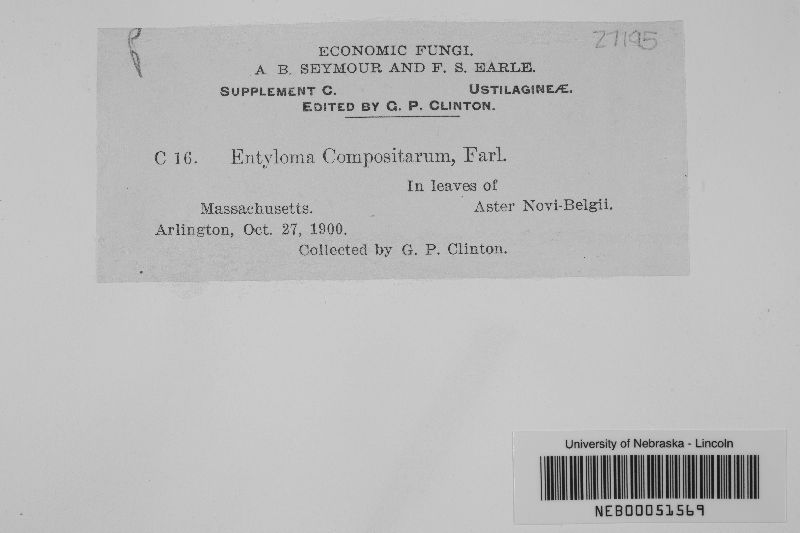 27195
ECONOMIC FUNGI.
A. B. SEYMOUR AND F. S. EARLE.
SUPPLEMENT C. USTILAGINEÆ.
EDITED BY G. P. CLINTON.
C 16. Entyloma Compositarum, Farl.
In leaves of
Massachusetts. Aster Novi-Belgii.
Arlington, Oct. 27, 1900.
Collected by G. P. Clinton.
University of Nebraska - Lincoln
NEB00051569